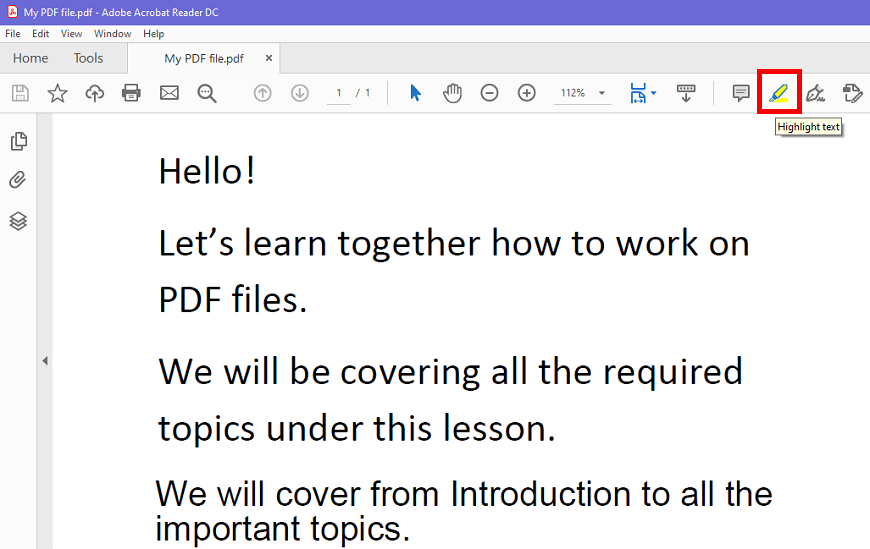 My PDF file.pdf - Adobe Acrobat Reader DC
File Edit View Window Help
Home Tools My PDF file.pdf ×
1 / 1 112%
Highlight text
Hello!
Let’s learn together how to work on
PDF files.
We will be covering all the required
topics under this lesson.
We will cover from Introduction to all the
important topics.